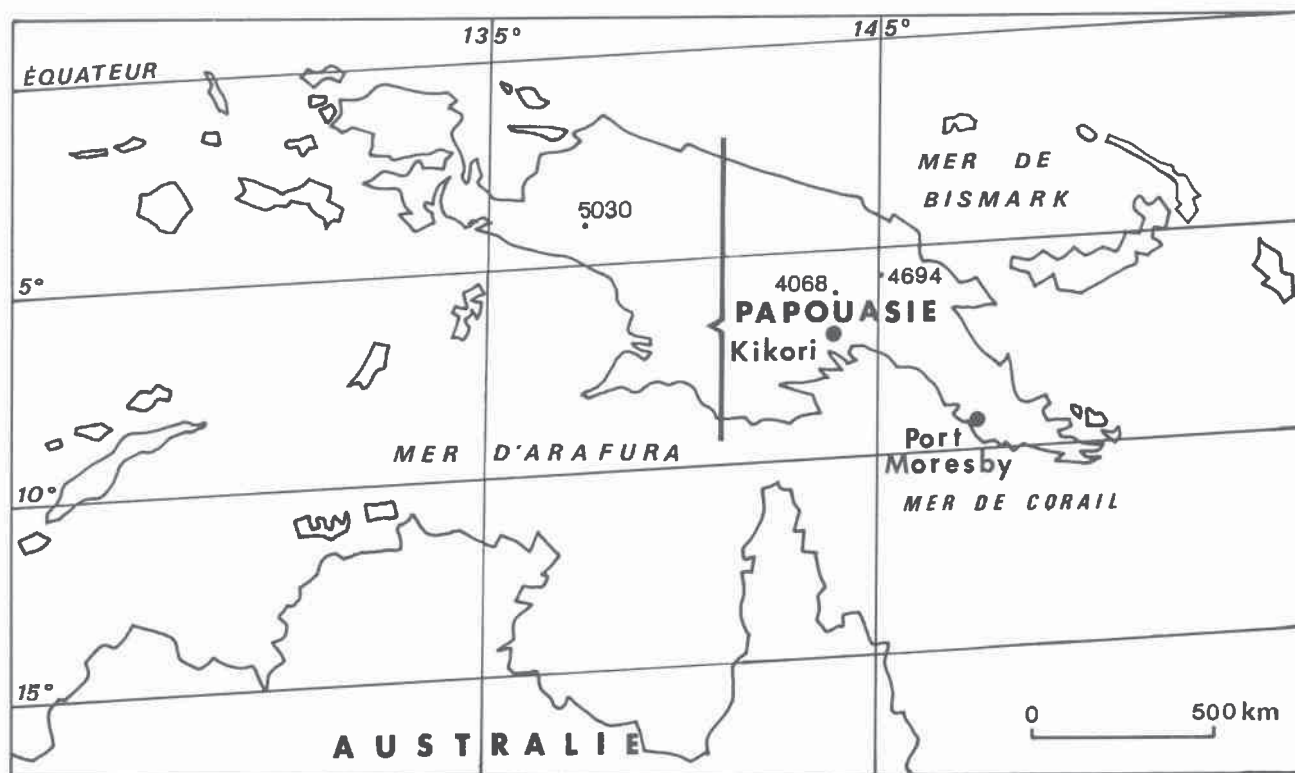 135°
145°
ÉQUATEUR
MER DE
BISMARK
5030
4694
4068
5°
PAPOUASIE
Kikori
Port
Moresby
MER D'ARAFURA
10°
MER DE CORAIL
15°
0 500 km
AUSTRALIE